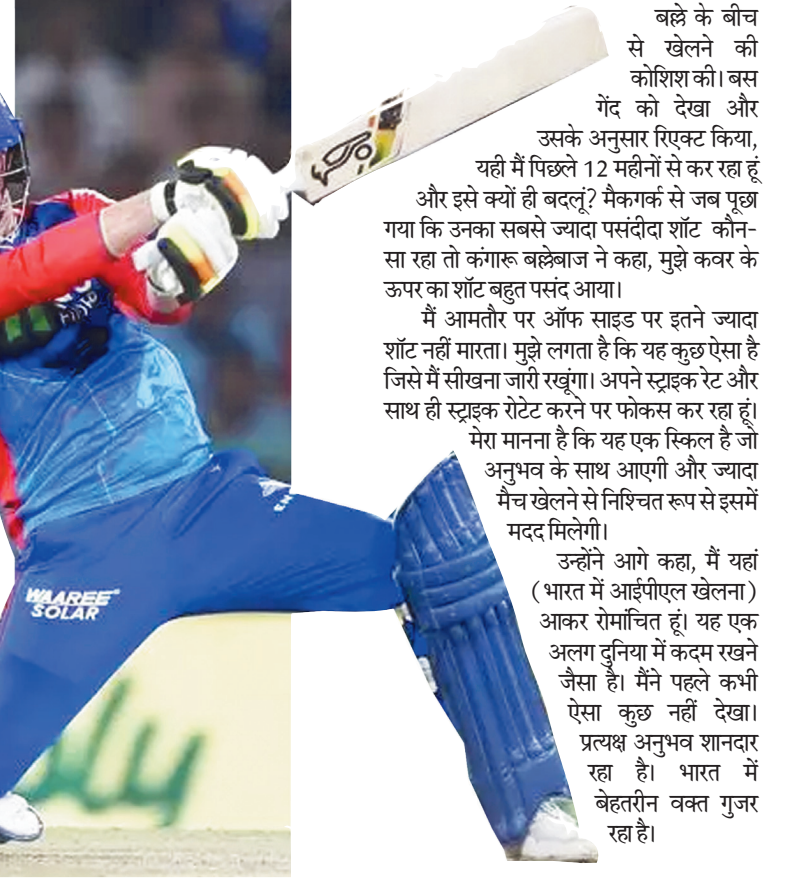 बल्ले के बीच
से खेलने की
कोशिश की। बस
गेंद को देखा और
उसके अनुसार रिएक्ट किया,
यही मैं पिछले 12 महीनों से कर रहा हूं
और इसे क्यों ही बदलूं? मैकगर्क से जब पूछा
गया कि उनका सबसे ज्यादा पसंदीदा शॉट कौन-
सा रहा तो कंगारू बल्लेबाज ने कहा, मुझे कवर के
ऊपर का शॉट बहुत पसंद आया।
मैं आमतौर पर ऑफ साइड पर इतने ज्यादा
शॉट नहीं मारता। मुझे लगता है कि यह कुछ ऐसा है
जिसे मैं सीखना जारी रखूंगा। अपने स्ट्राइक रेट और
साथ ही स्ट्राइक रोटेट करने पर फोकस कर रहा हूं।
मेरा मानना है कि यह एक स्किल है जो
अनुभव के साथ आएगी और ज्यादा
मैच खेलने से निश्चित रूप से इसमें
मदद मिलेगी।
उन्होंने आगे कहा, मैं यहां
(भारत में आईपीएल खेलना)
आकर रोमांचित हूं। यह एक
अलग दुनिया में कदम रखने
जैसा है। मैंने पहले कभी
ऐसा कुछ नहीं देखा।
प्रत्यक्ष अनुभव शानदार
रहा है। भारत में
बेहतरीन वक्त गुजर
रहा है।
WAAREE
SOLAR